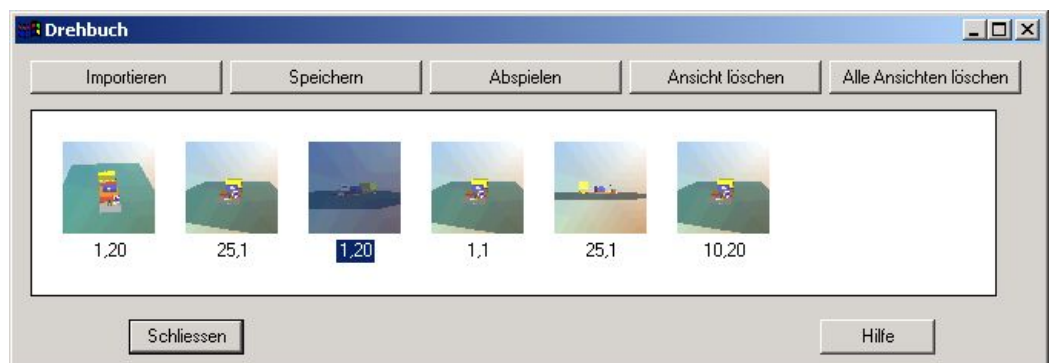 Drehbuch
Importieren Speichern Abspielen Ansicht löschen Alle Ansichten löschen
1,20 25,1 1,20 1,1 25,1 10,20
Schliessen Hilfe